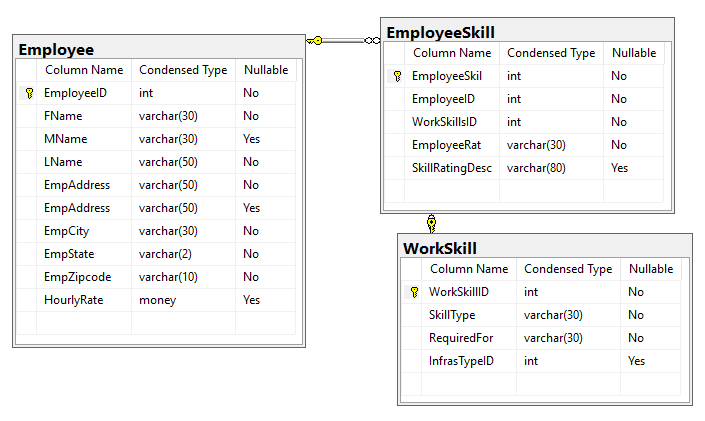 Employee
Column Name Condensed Type Nullable
EmployeeID int No
FName varchar(30) No
MName varchar(30) Yes
LName varchar(50) No
EmpAddress varchar(50) No
EmpAddress varchar(50) Yes
EmpCity varchar(30) No
EmpState varchar(2) No
EmpZipcode varchar(10) No
HourlyRate money Yes
EmployeeSkill
Column Name Condensed Type Nullable
EmployeeSkil int No
EmployeeID int No
WorkSkillsID int No
EmployeeRat varchar(30) No
SkillRatingDesc varchar(80) Yes
WorkSkill
Column Name Condensed Type Nullable
WorkSkillID int No
SkillType varchar(30) No
RequiredFor varchar(30) No
InfrasTypeID int Yes